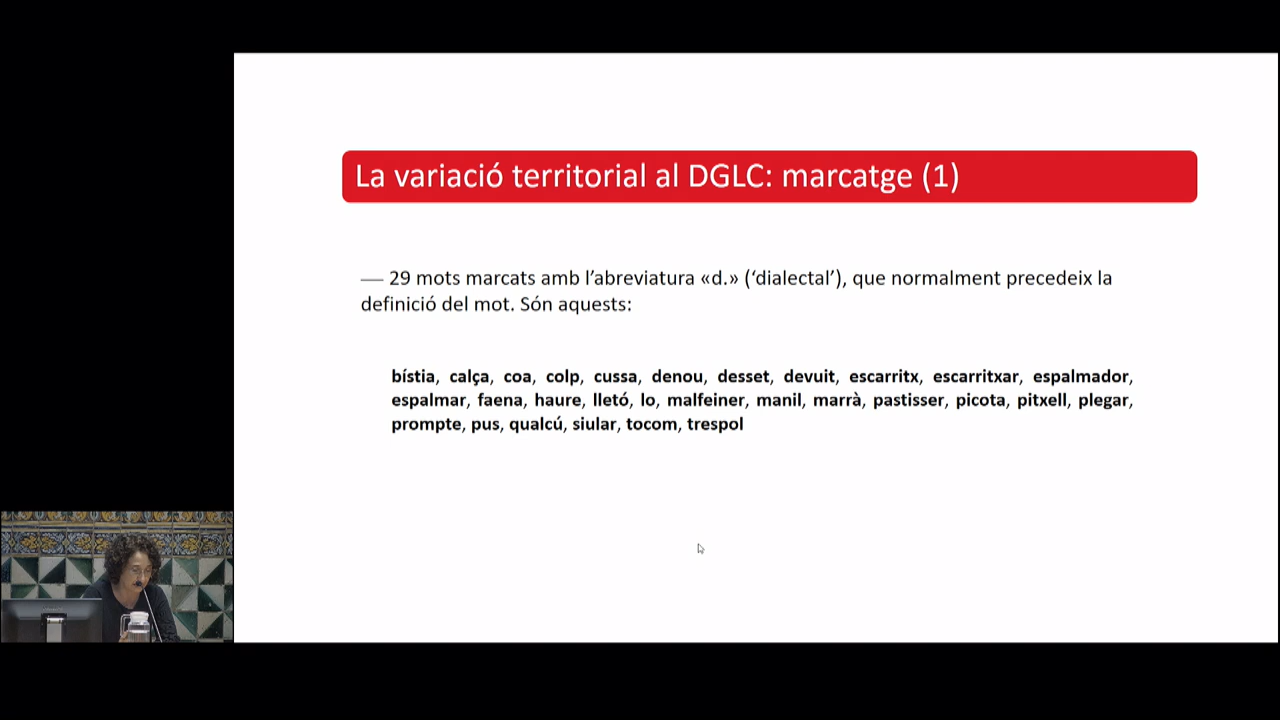 La variació territorial al DGLC: marcatge (1)
— 29 mots marcats amb l’abreviatura «d.» (‘dialectal’), que normalment precedeix la
definició del mot. Són aquests:
bístia, calça, coa, colp, cussa, denou, desset, devuit, escarritx, escarritxar, espalmador,
espalmar, faena, haure, lletó, lo, malfeiner, manil, marrà, pastisser, picota, pitxell, plegar,
prompte, pus, qualcú, siular, tocom, trespol